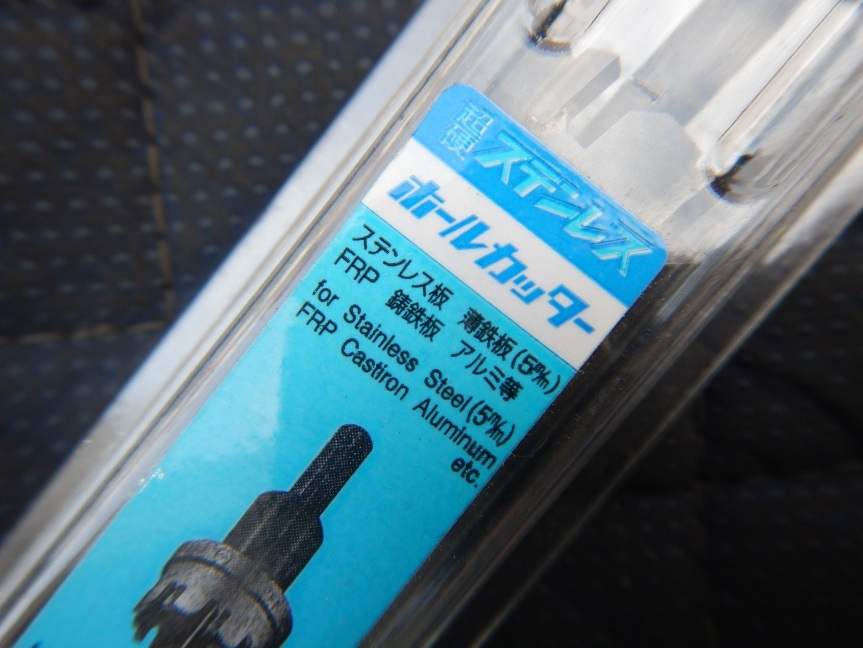 超硬
ステンレス
ホールカッター
ステンレス板 薄鉄板(5㎜)
FRP 鋳鉄板 アルミ等
for Stainless Steel(5㎜)
FRP Castiron Aluminum
etc.